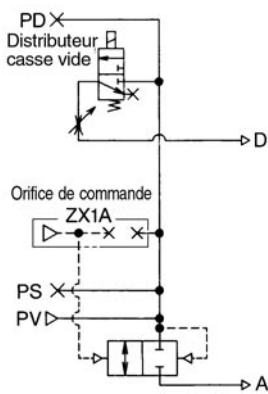 PD
Distributeur
casse vide
D
Orifice de commande
ZX1A
PS
PV
A